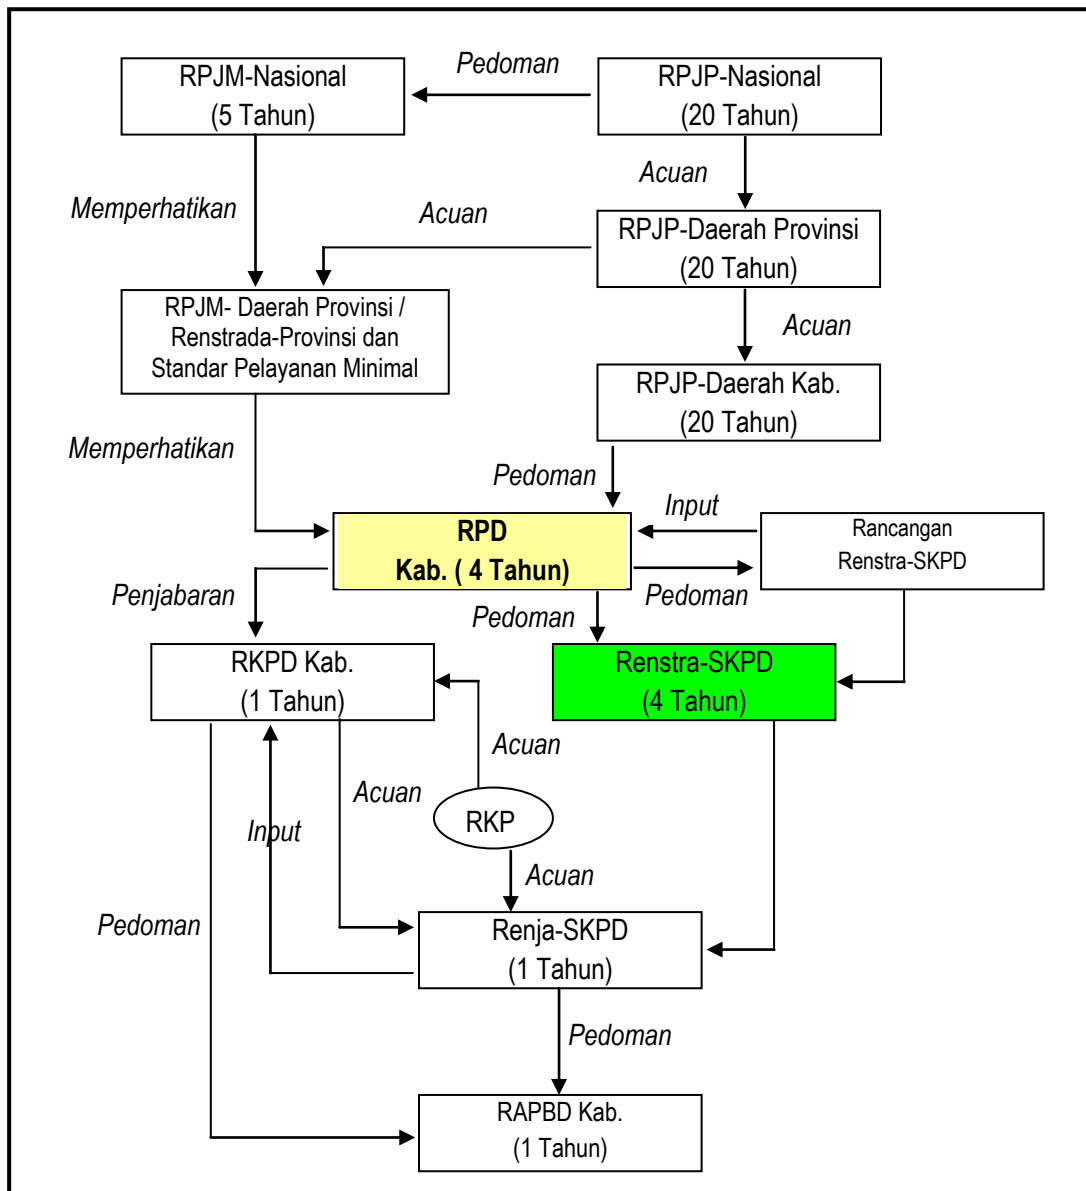 Pedoman
RPJM-Nasional
(5 Tahun)
RPJP-Nasional
(20 Tahun)
Acuan
Memperhatikan
Acuan
RPJP-Daerah Provinsi
(20 Tahun)
RPJM- Daerah Provinsi /
Renstrada-Provinsi dan
Standar Pelayanan Minimal
Acuan
RPJP-Daerah Kab.
(20 Tahun)
Memperhatikan
Pedoman
Input
RPD
Kab. ( 4 Tahun)
Rancangan
Renstra-SKPD
Penjabaran
Pedoman
Pedoman
RKPD Kab.
(1 Tahun)
Renstra-SKPD
(4 Tahun)
Acuan
Acuan
Input
RKP
Acuan
Pedoman
Renja-SKPD
(1 Tahun)
Pedoman
RAPBD Kab.
(1 Tahun)